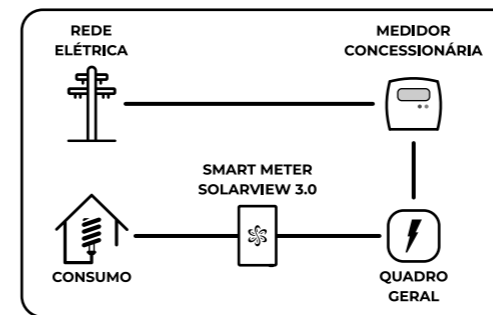 REDE
ELÉTRICA
MEDIDOR
CONCESSIONÁRIA
SMART METER
SOLARVIEW 3.0
CONSUMO
QUADRO
GERAL